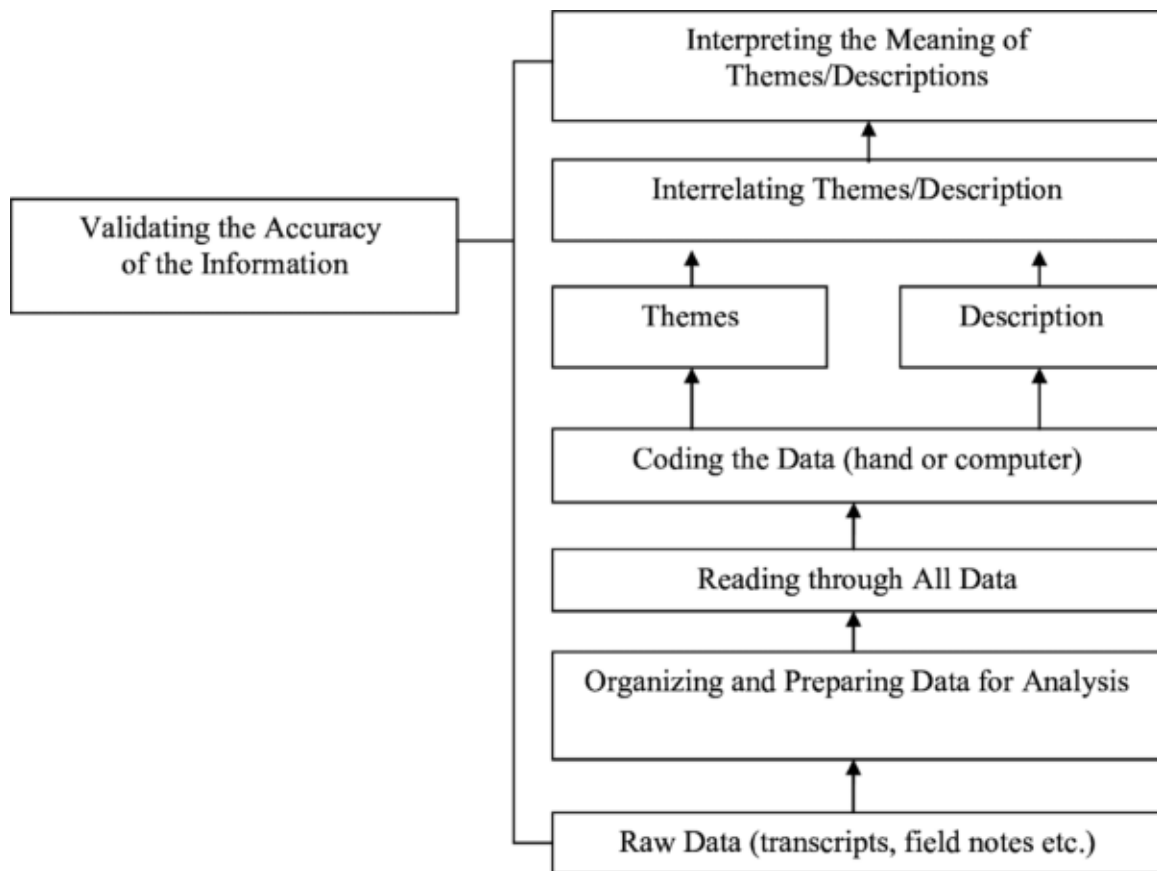 Interpreting the Meaning of
Themes/Descriptions
Interrelating Themes/Description
Validating the Accuracy
of the Information
Themes
Description
Coding the Data (hand or computer)
Reading through All Data
Organizing and Preparing Data for Analysis
Raw Data (transcripts, field notes etc.)